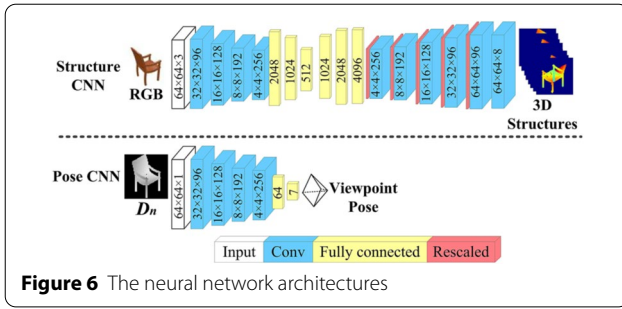 Structure
CNN
RGB
64×64×3
32×32×96
16×16×128
8×8×192
4×4×256
2048
1024
512
1024
2048
4096
4×4×256
8×8×192
16×16×128
32×32×96
64×64×96
64×64×8
3D
Structures
Pose CNN
Dn
64×64×1
32×32×96
16×16×128
8×8×192
4×4×256
64
7
Viewpoint
Pose
Input
Conv
Fully connected
Rescaled
Figure 6 The neural network architectures